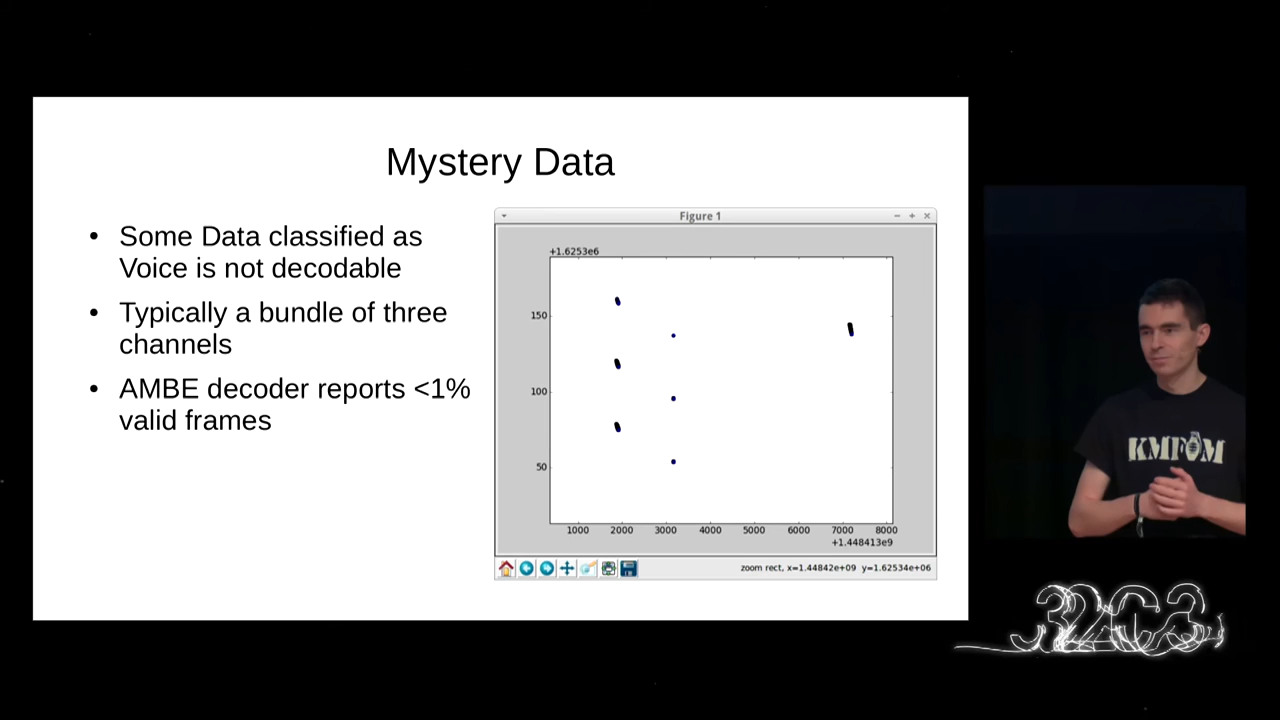 Mystery Data
• Some Data classified as
Voice is not decodable
• Typically a bundle of three
channels
• AMBE decoder reports <1%
valid frames
Figure 1
+1.6253e6
150
100
50
1000 2000 3000 4000 5000 6000 7000 8000
+1.448413e9
zoom rect, x=1.44842e+09 y=1.62534e+06
KMFOM
32C3